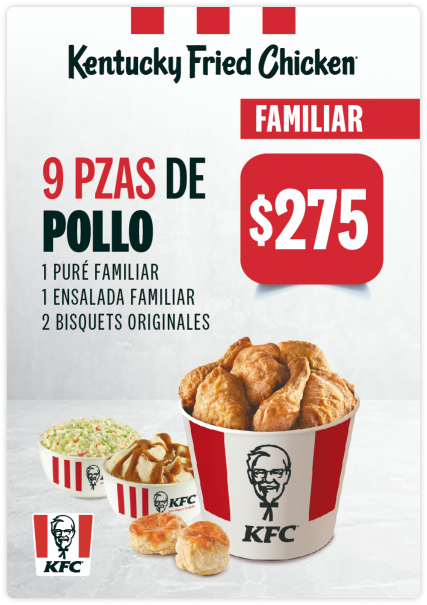 Kentucky Fried Chicken
FAMILIAR
$275
9 PZAS DE
POLLO
1 PURÉ FAMILIAR
1 ENSALADA FAMILIAR
2 BISQUETS ORIGINALES
KFC
KFC
KFC